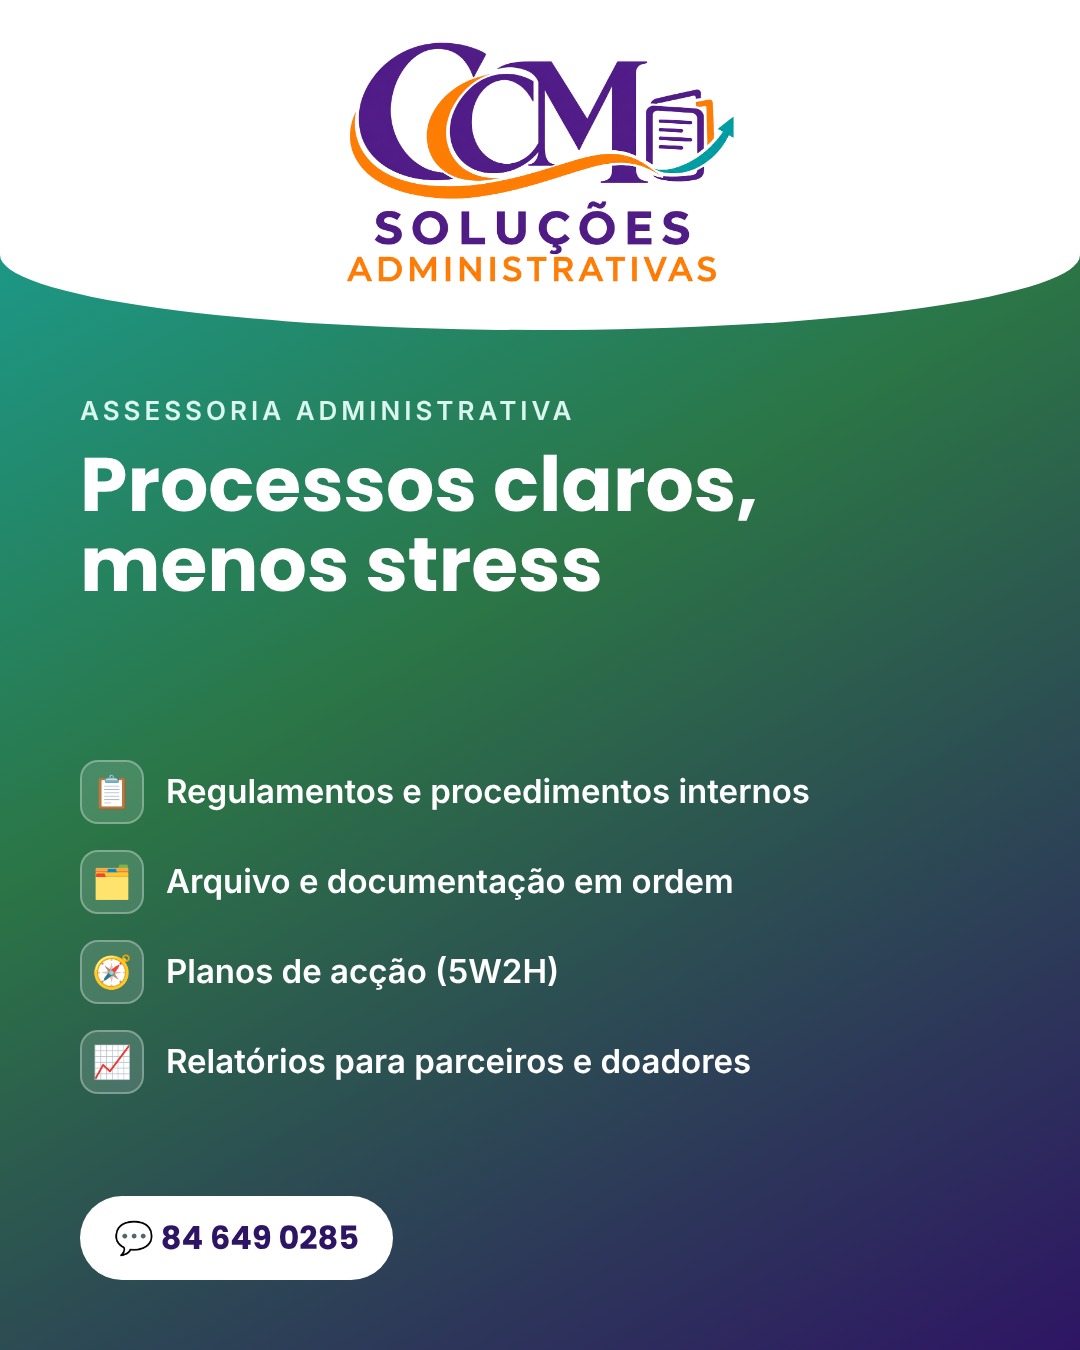 CCM
SOLUÇÕES
ADMINISTRATIVAS
ASSESSORIA ADMINISTRATIVA
Processos claros,
menos stress
Regulamentos e procedimentos internos
Arquivo e documentação em ordem
Planos de acção (5W2H)
Relatórios para parceiros e doadores
84 649 0285